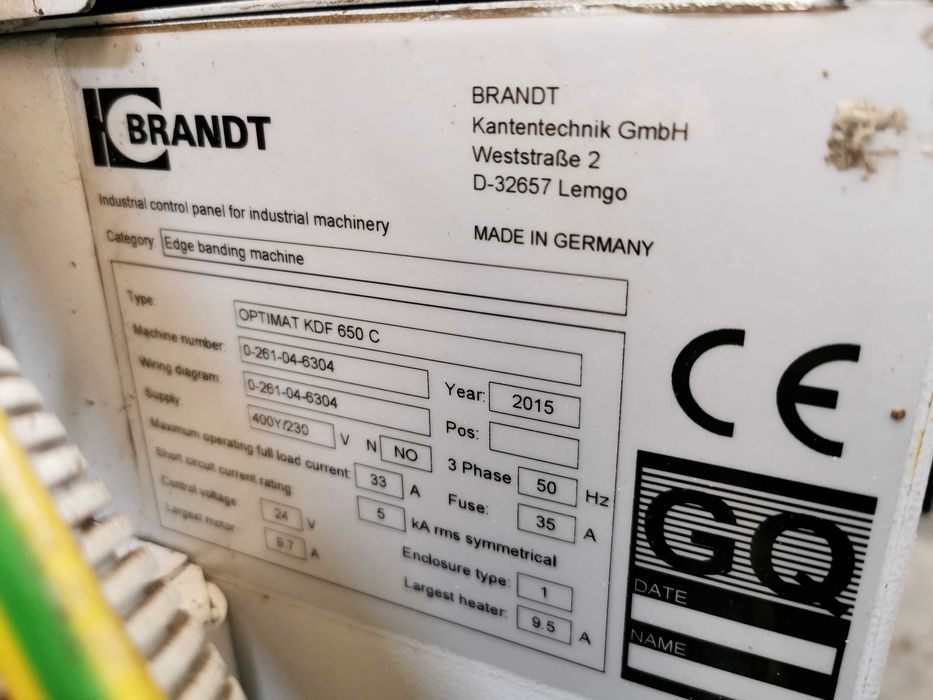 BRANDT
BRANDT
Kantentechnik GmbH
Weststraße 2
D-32657 Lemgo
Industrial control panel for industrial machinery
MADE IN GERMANY
Category: Edge banding machine
Type OPTIMAT KDF 650 C
Machine number: 0-261-04-6304 Year: 2015
Wiring diagram: 0-261-04-6304 Pos:
Supply 400Y/230 V N NO 3 Phase 50 Hz
Maximum operating full load current: 33 A Fuse: 35 A
Short circuit current rating: 5 kA rms symmetrical
Control voltage 24 V Enclosure type: 1
Largest motor 9.7 A Largest heater: 9.5 A
CE
GQ
DATE
NAME